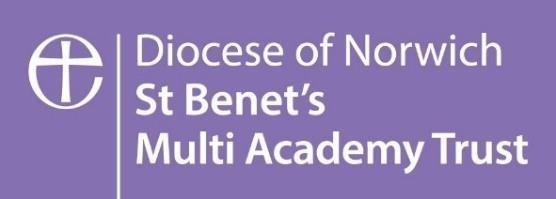 Diocese of Norwich
St Benet's
Multi Academy Trust